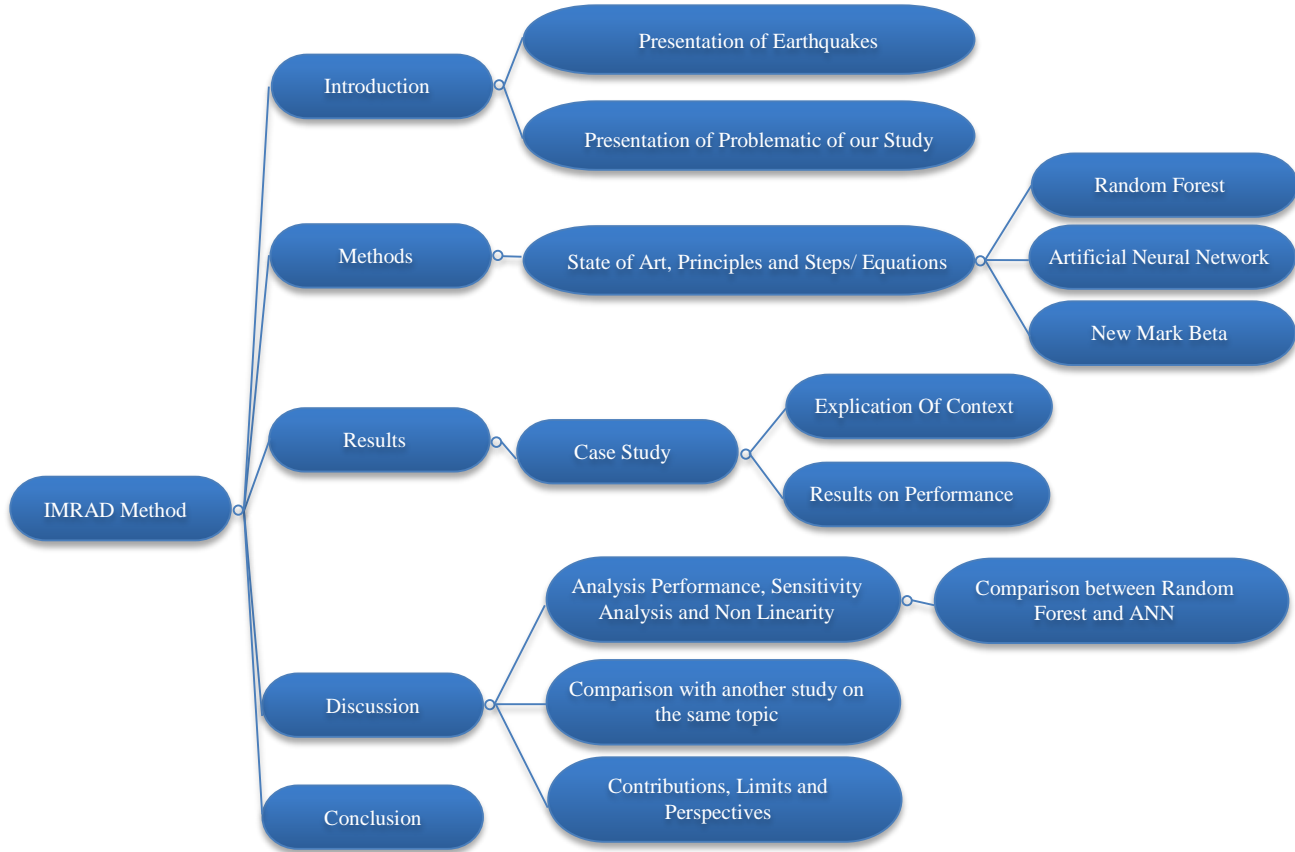 IMRAD Method
Introduction
Presentation of Earthquakes
Presentation of Problematic of our Study
Methods
State of Art, Principles and Steps/ Equations
Random Forest
Artificial Neural Network
New Mark Beta
Results
Case Study
Explication Of Context
Results on Performance
Discussion
Analysis Performance, Sensitivity
Analysis and Non Linearity
Comparison between Random
Forest and ANN
Comparison with another study on
the same topic
Contributions, Limits and
Perspectives
Conclusion